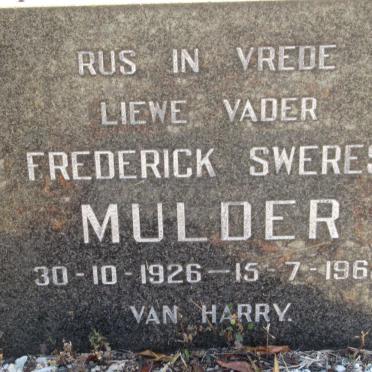 RUS IN VREDE
LIEWE VADER
FREDERICK SWERES
MULDER
30-10-1926—15-7-196
VAN HARRY.